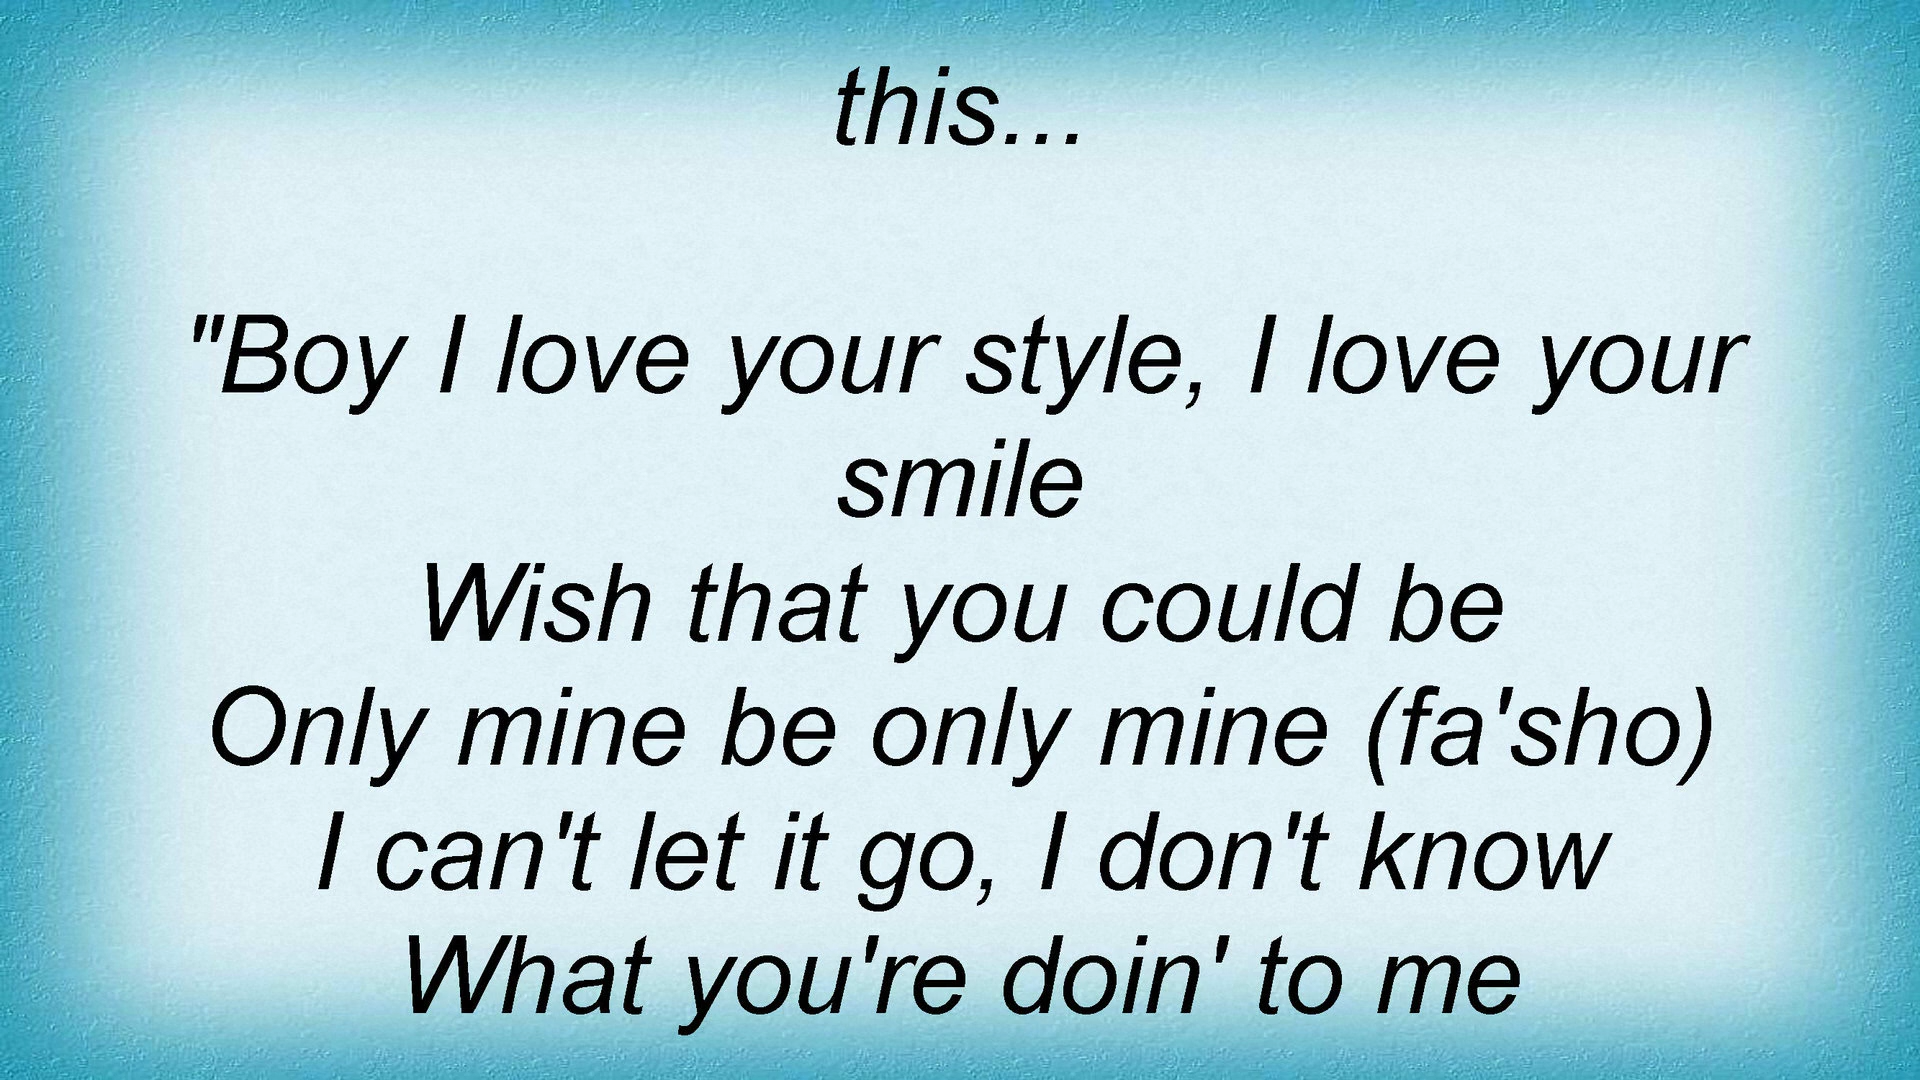 this...
"Boy I love your style, I love your
smile
Wish that you could be
Only mine be only mine (fa'sho)
I can't let it go, I don't know
What you're doin' to me